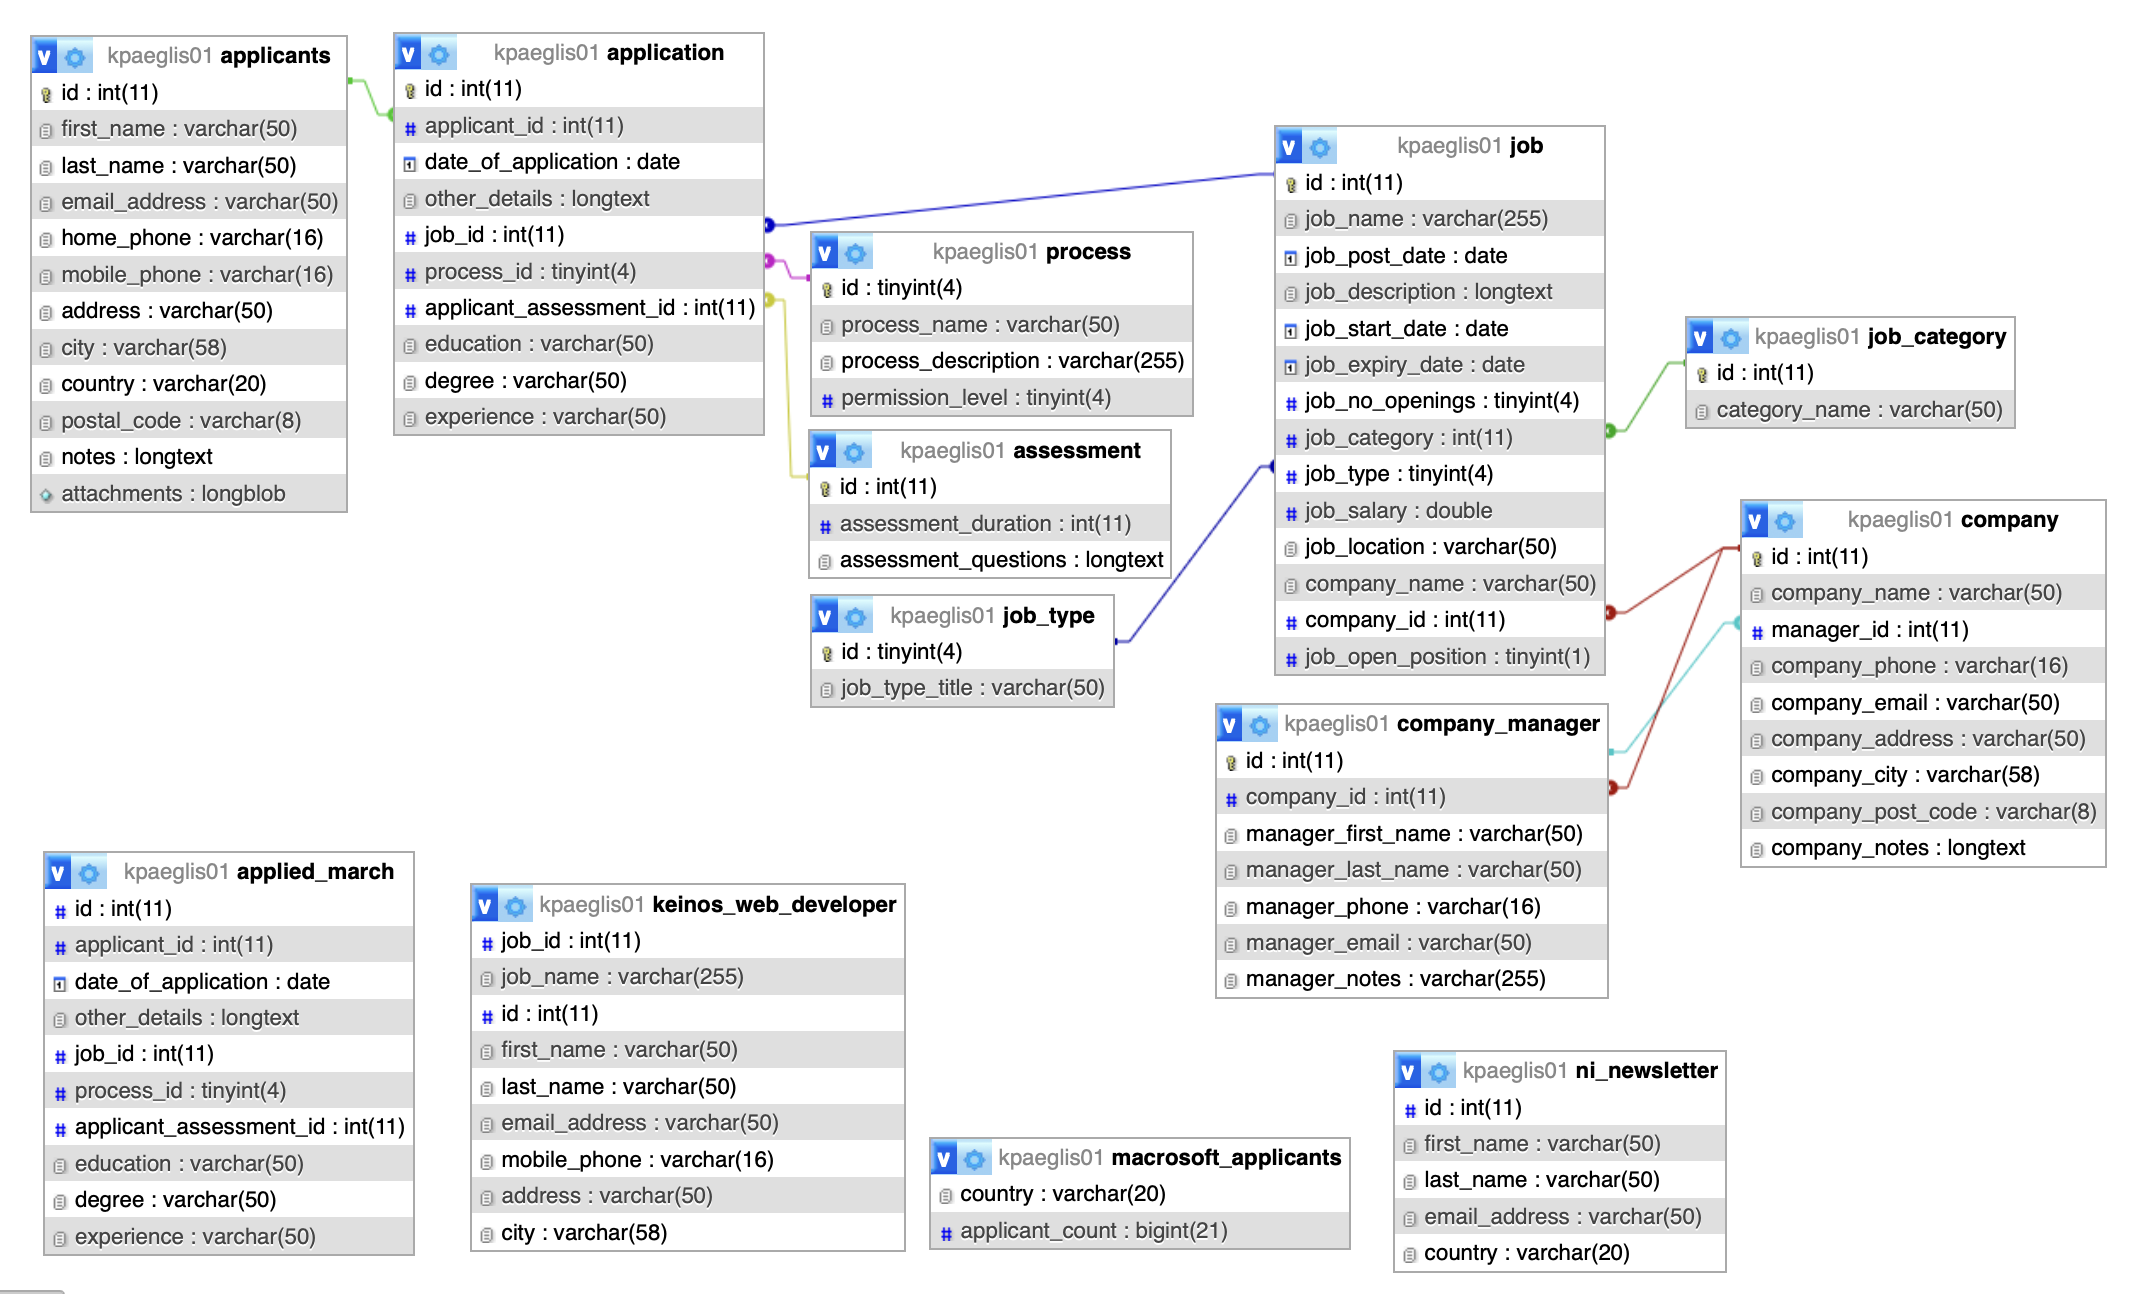 kpaeglis01 applicants
id : int(11)
first_name : varchar(50)
last_name : varchar(50)
email_address : varchar(50)
home_phone : varchar(16)
mobile_phone : varchar(16)
address : varchar(50)
city : varchar(58)
country : varchar(20)
postal_code : varchar(8)
notes : longtext
attachments : longblob
kpaeglis01 application
id : int(11)
applicant_id : int(11)
date_of_application : date
other_details : longtext
job_id : int(11)
process_id : tinyint(4)
applicant_assessment_id : int(11)
education : varchar(50)
degree : varchar(50)
experience : varchar(50)
kpaeglis01 process
id : tinyint(4)
process_name : varchar(50)
process_description : varchar(255)
permission_level : tinyint(4)
kpaeglis01 assessment
id : int(11)
assessment_duration : int(11)
assessment_questions : longtext
kpaeglis01 job_type
id : tinyint(4)
job_type_title : varchar(50)
kpaeglis01 job
id : int(11)
job_name : varchar(255)
job_post_date : date
job_description : longtext
job_start_date : date
job_expiry_date : date
job_no_openings : tinyint(4)
job_category : int(11)
job_type : tinyint(4)
job_salary : double
job_location : varchar(50)
company_name : varchar(50)
company_id : int(11)
job_open_position : tinyint(1)
kpaeglis01 job_category
id : int(11)
category_name : varchar(50)
kpaeglis01 company
id : int(11)
company_name : varchar(50)
manager_id : int(11)
company_phone : varchar(16)
company_email : varchar(50)
company_address : varchar(50)
company_city : varchar(58)
company_post_code : varchar(8)
company_notes : longtext
kpaeglis01 company_manager
id : int(11)
company_id : int(11)
manager_first_name : varchar(50)
manager_last_name : varchar(50)
manager_phone : varchar(16)
manager_email : varchar(50)
manager_notes : varchar(255)
kpaeglis01 applied_march
id : int(11)
applicant_id : int(11)
date_of_application : date
other_details : longtext
job_id : int(11)
process_id : tinyint(4)
applicant_assessment_id : int(11)
education : varchar(50)
degree : varchar(50)
experience : varchar(50)
kpaeglis01 keinos_web_developer
job_id : int(11)
job_name : varchar(255)
id : int(11)
first_name : varchar(50)
last_name : varchar(50)
email_address : varchar(50)
mobile_phone : varchar(16)
address : varchar(50)
city : varchar(58)
kpaeglis01 macrosoft_applicants
country : varchar(20)
applicant_count : bigint(21)
kpaeglis01 ni_newsletter
id : int(11)
first_name : varchar(50)
last_name : varchar(50)
email_address : varchar(50)
country : varchar(20)